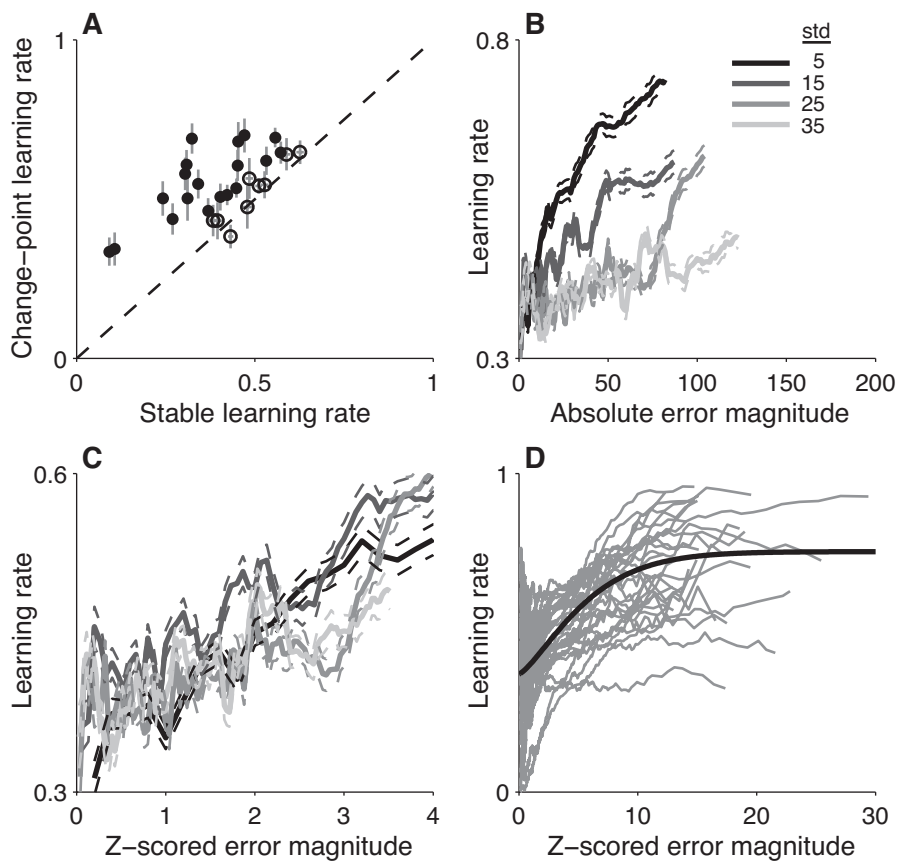 A
Change−point learning rate
1
0
0
0.5
1
Stable learning rate
B
Learning rate
0.8
0.3
std
5
15
25
35
0
50
100
150
200
Absolute error magnitude
C
Learning rate
0.6
0.3
0
1
2
3
4
Z−scored error magnitude
D
Learning rate
1
0
0
10
20
30
Z−scored error magnitude